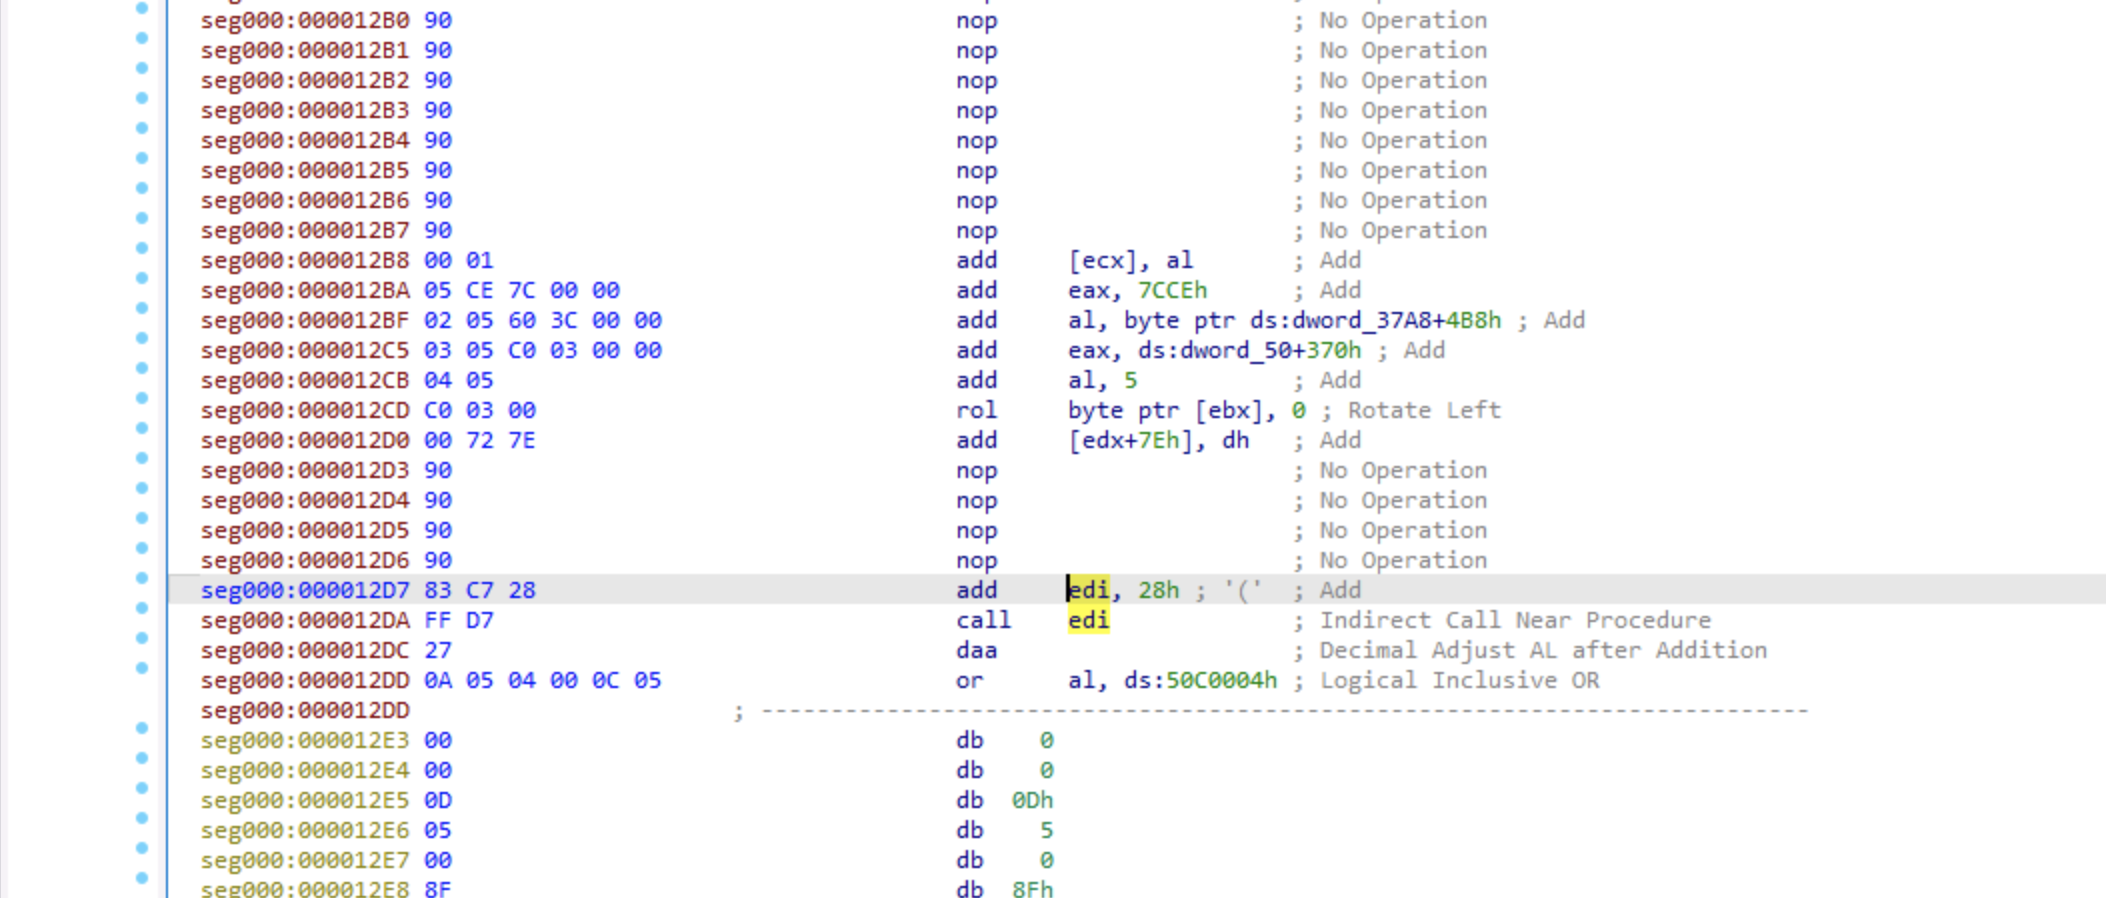 seg000:000012B0 90 nop ; No Operation
seg000:000012B1 90 nop ; No Operation
seg000:000012B2 90 nop ; No Operation
seg000:000012B3 90 nop ; No Operation
seg000:000012B4 90 nop ; No Operation
seg000:000012B5 90 nop ; No Operation
seg000:000012B6 90 nop ; No Operation
seg000:000012B7 90 nop ; No Operation
seg000:000012B8 00 01 add [ecx], al ; Add
seg000:000012BA 05 CE 7C 00 00 add eax, 7CCEh ; Add
seg000:000012BF 02 05 60 3C 00 00 add al, byte ptr ds:dword_37A8+4B8h ; Add
seg000:000012C5 03 05 C0 03 00 00 add eax, ds:dword_50+370h ; Add
seg000:000012CB 04 05 add al, 5 ; Add
seg000:000012CD C0 03 00 rol byte ptr [ebx], 0 ; Rotate Left
seg000:000012D0 00 72 7E add [edx+7Eh], dh ; Add
seg000:000012D3 90 nop ; No Operation
seg000:000012D4 90 nop ; No Operation
seg000:000012D5 90 nop ; No Operation
seg000:000012D6 90 nop ; No Operation
seg000:000012D7 83 C7 28 add edi, 28h ; '(' ; Add
seg000:000012DA FF D7 call edi ; Indirect Call Near Procedure
seg000:000012DC 27 daa ; Decimal Adjust AL after Addition
seg000:000012DD 0A 05 04 00 0C 05 or al, ds:50C0004h ; Logical Inclusive OR
seg000:000012DD ; ---------------------------------------------------------------------------
seg000:000012E3 00 db 0
seg000:000012E4 00 db 0
seg000:000012E5 0D db 0Dh
seg000:000012E6 05 db 5
seg000:000012E7 00 db 0
seg000:000012E8 8F db 8Fh